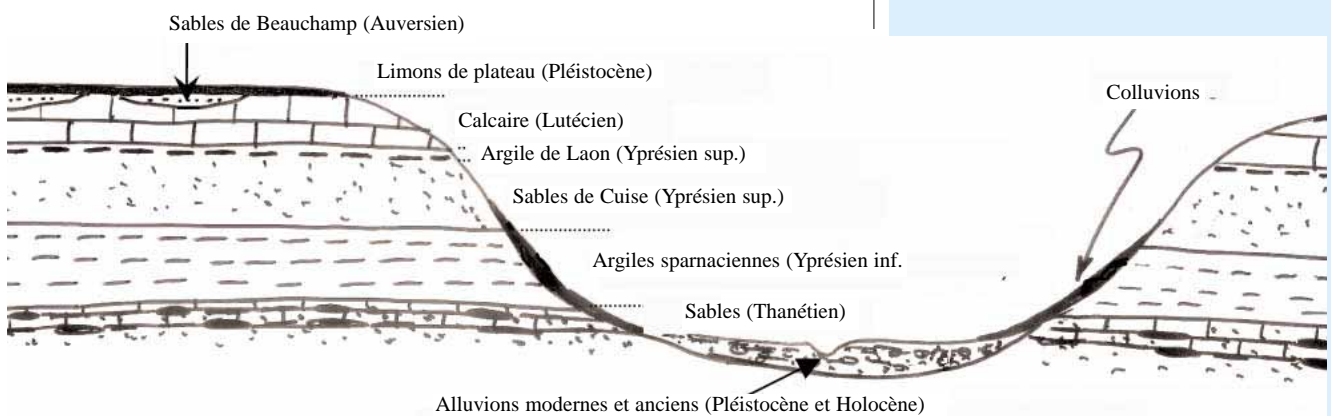 Sables de Beauchamp (Auversien)
Limons de plateau (Pléistocène)
Colluvions
Calcaire (Lutécien)
Argile de Laon (Yprésien sup.)
Sables de Cuise (Yprésien sup.)
Argiles sparnaciennes (Yprésien inf.
Sables (Thanétien)
Alluvions modernes et anciens (Pléistocène et Holocène)